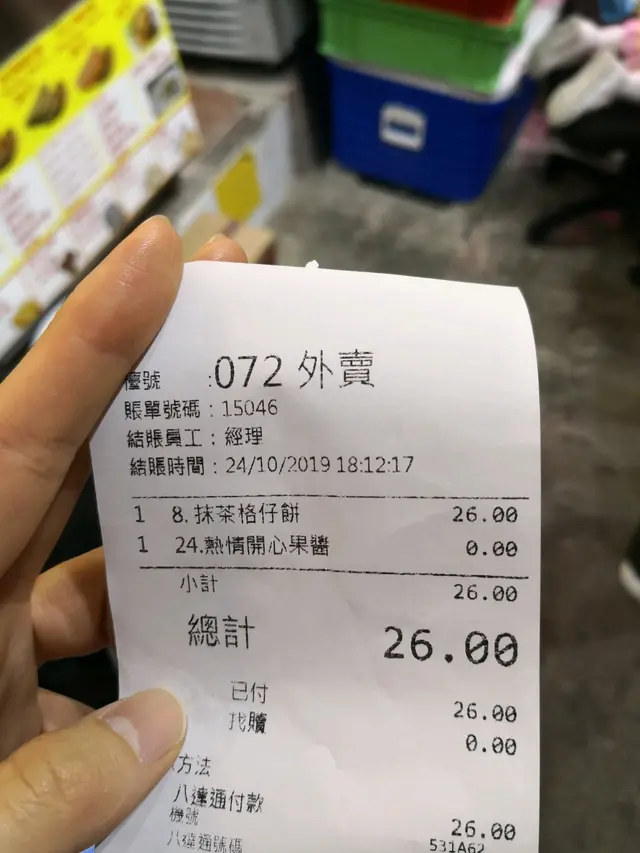 檯號 :072 外賣
賬單號碼：15046
結賬員工：經理
結賬時間：24/10/2019 18:12:17
1 8.抹茶格仔餅 26.00
1 24.熱情開心果醬 0.00
小計 26.00
總計 26.00
已付 26.00
找贖 0.00
方法
八達通付款 26.00
機號 531A62
八達通號碼